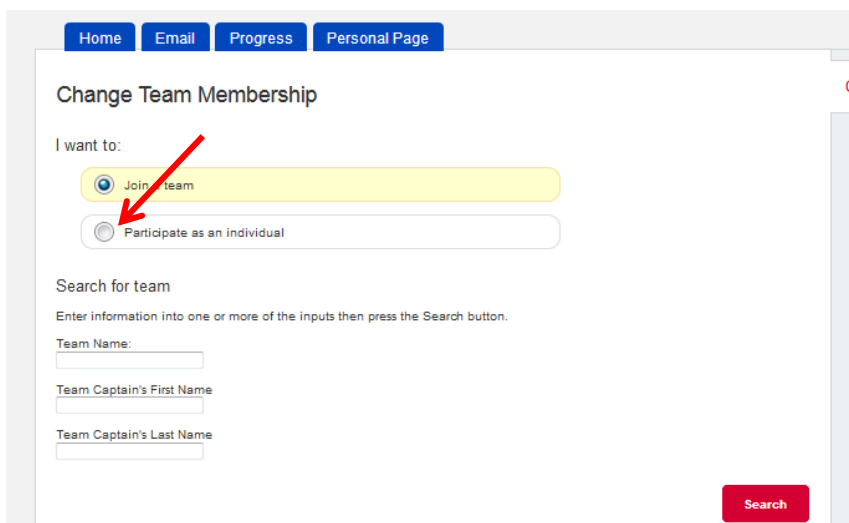 Home Email Progress Personal Page
Change Team Membership
I want to:
Join a team
Participate as an individual
Search for team
Enter information into one or more of the inputs then press the Search button.
Team Name:
Team Captain's First Name
Team Captain's Last Name
Search